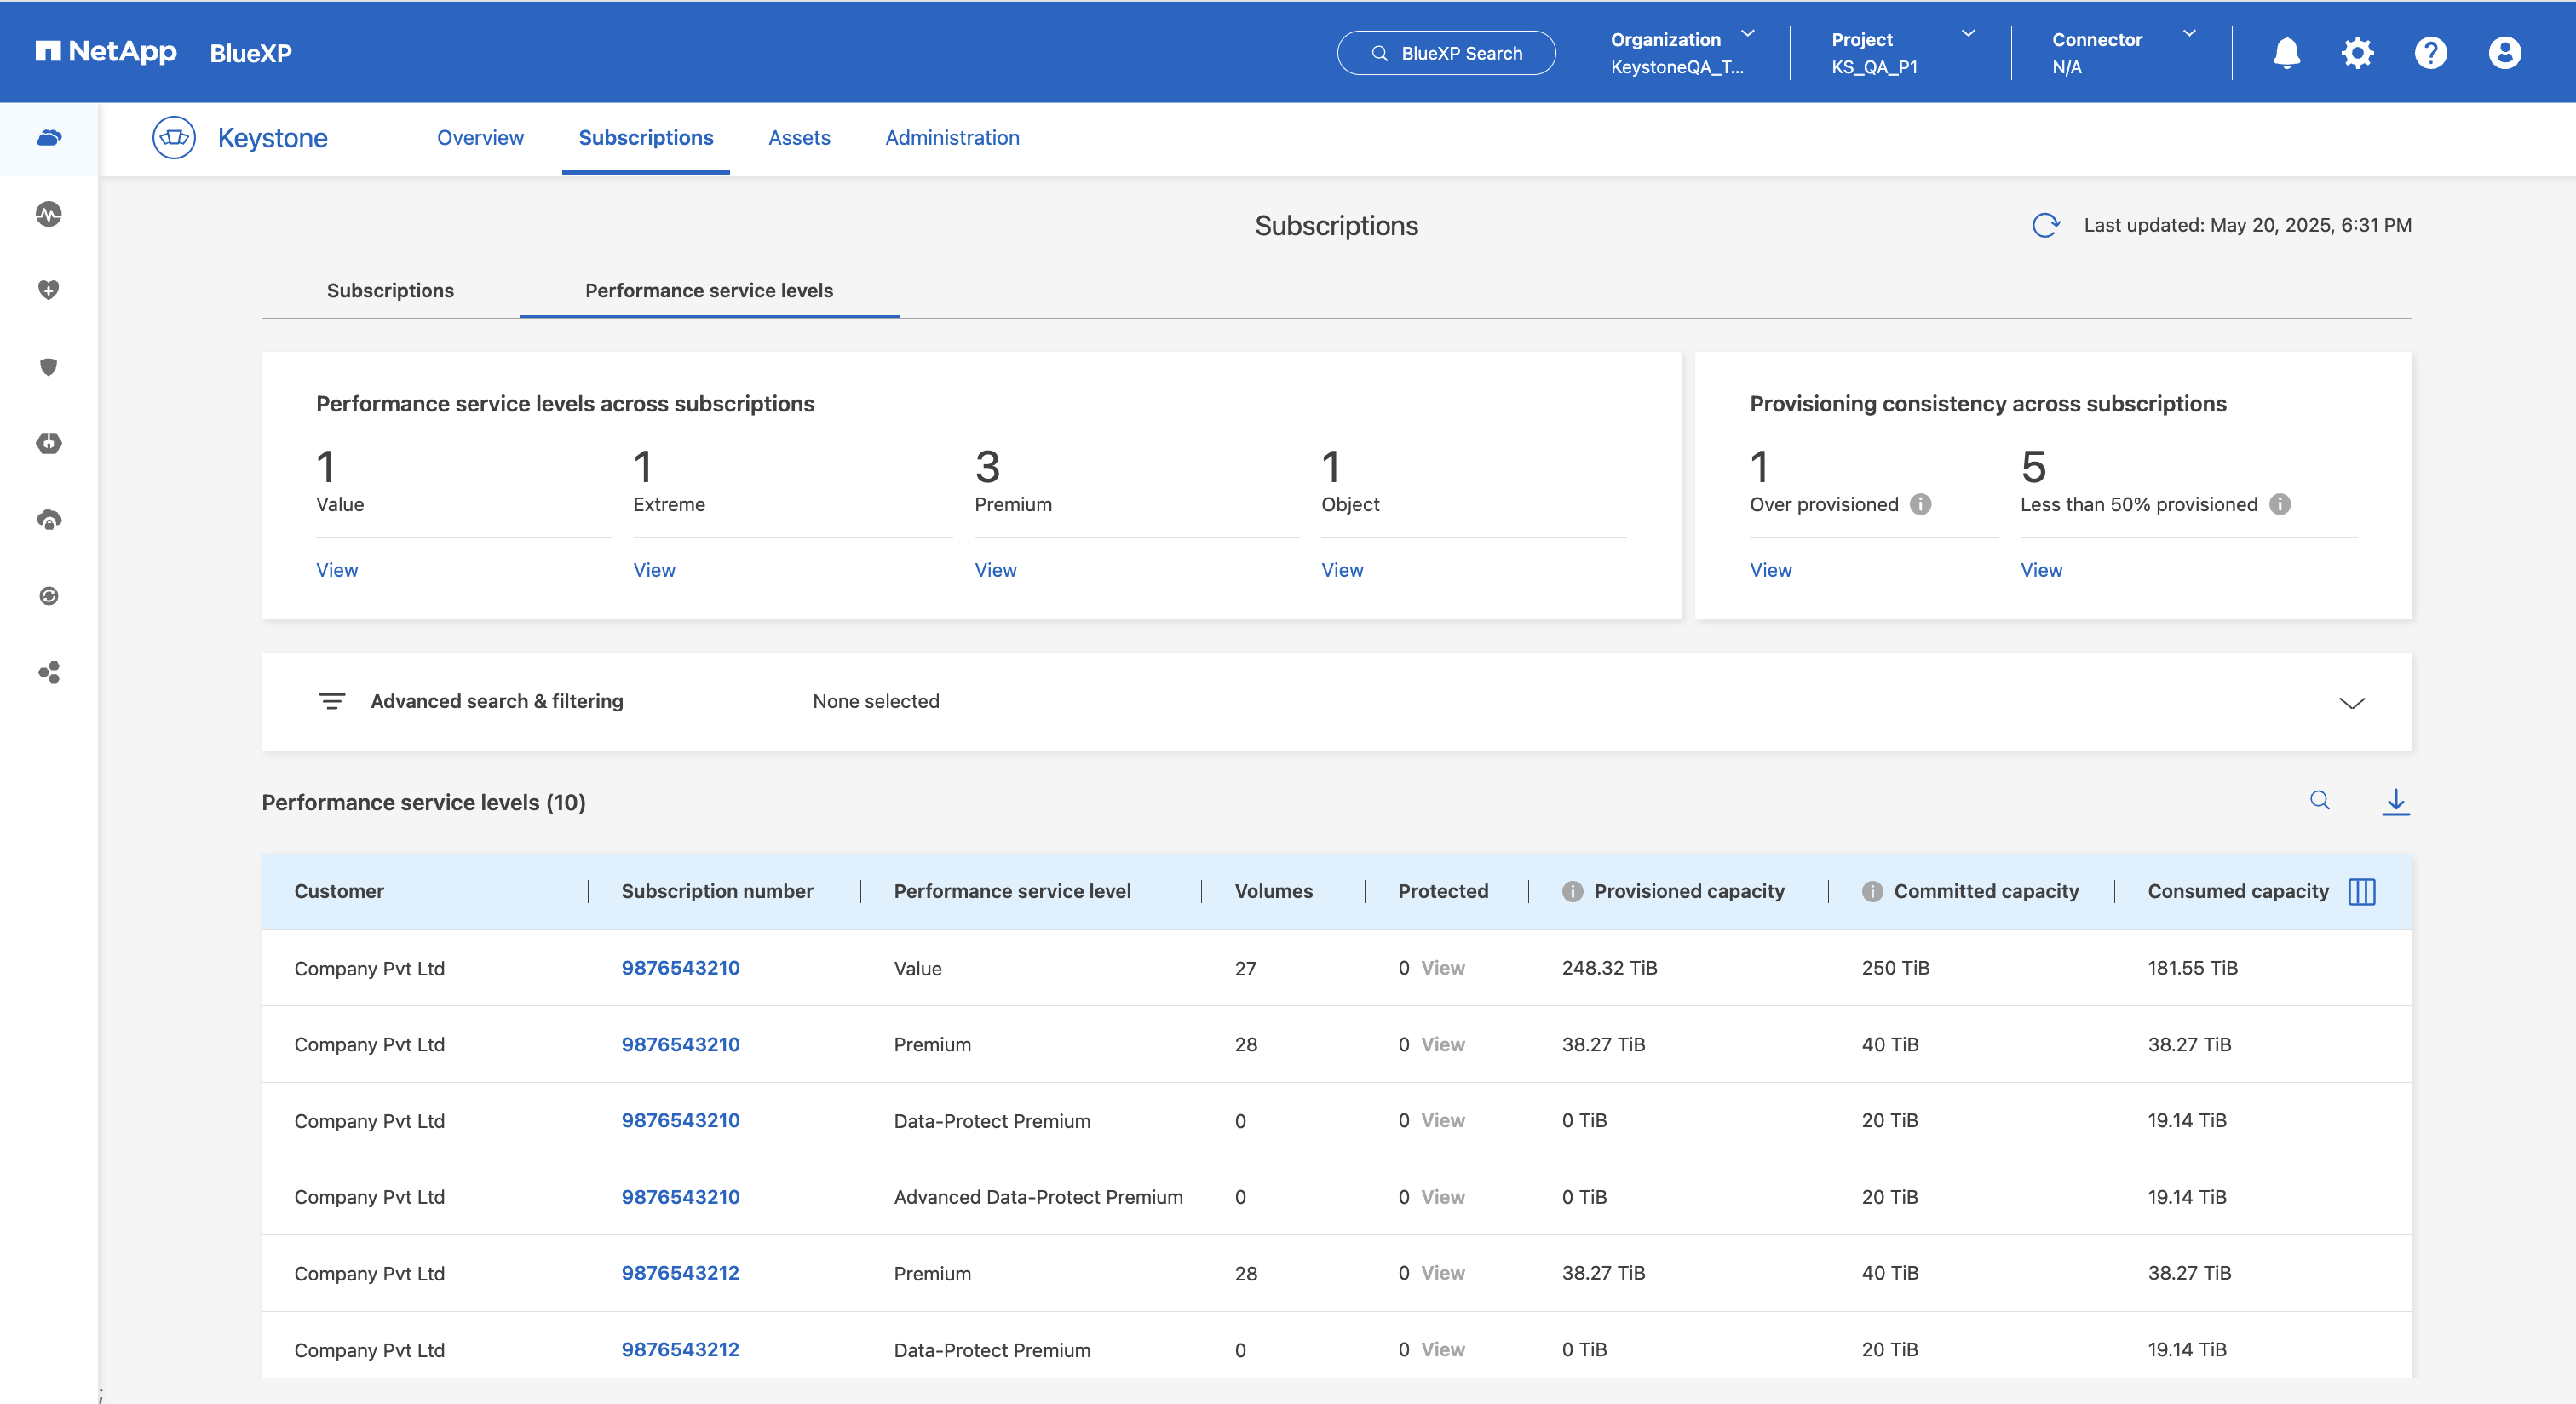 NetApp BlueXP
BlueXP Search
Organization
KeystoneQA_T...
Project
KS_QA_P1
Connector
N/A
Keystone
Overview Subscriptions Assets Administration
Subscriptions
Last updated: May 20, 2025, 6:31 PM
Subscriptions Performance service levels
Performance service levels across subscriptions
1 1 3 1
Value Extreme Premium Object
View View View View
Provisioning consistency across subscriptions
1 5
Over provisioned Less than 50% provisioned
View View
Advanced search & filtering None selected
Performance service levels (10)
Customer Subscription number Performance service level Volumes Protected Provisioned capacity Committed capacity Consumed capacity
Company Pvt Ltd 9876543210 Value 27 0 View 248.32 TiB 250 TiB 181.55 TiB
Company Pvt Ltd 9876543210 Premium 28 0 View 38.27 TiB 40 TiB 38.27 TiB
Company Pvt Ltd 9876543210 Data-Protect Premium 0 0 View 0 TiB 20 TiB 19.14 TiB
Company Pvt Ltd 9876543210 Advanced Data-Protect Premium 0 0 View 0 TiB 20 TiB 19.14 TiB
Company Pvt Ltd 9876543212 Premium 28 0 View 38.27 TiB 40 TiB 38.27 TiB
Company Pvt Ltd 9876543212 Data-Protect Premium 0 0 View 0 TiB 20 TiB 19.14 TiB
;